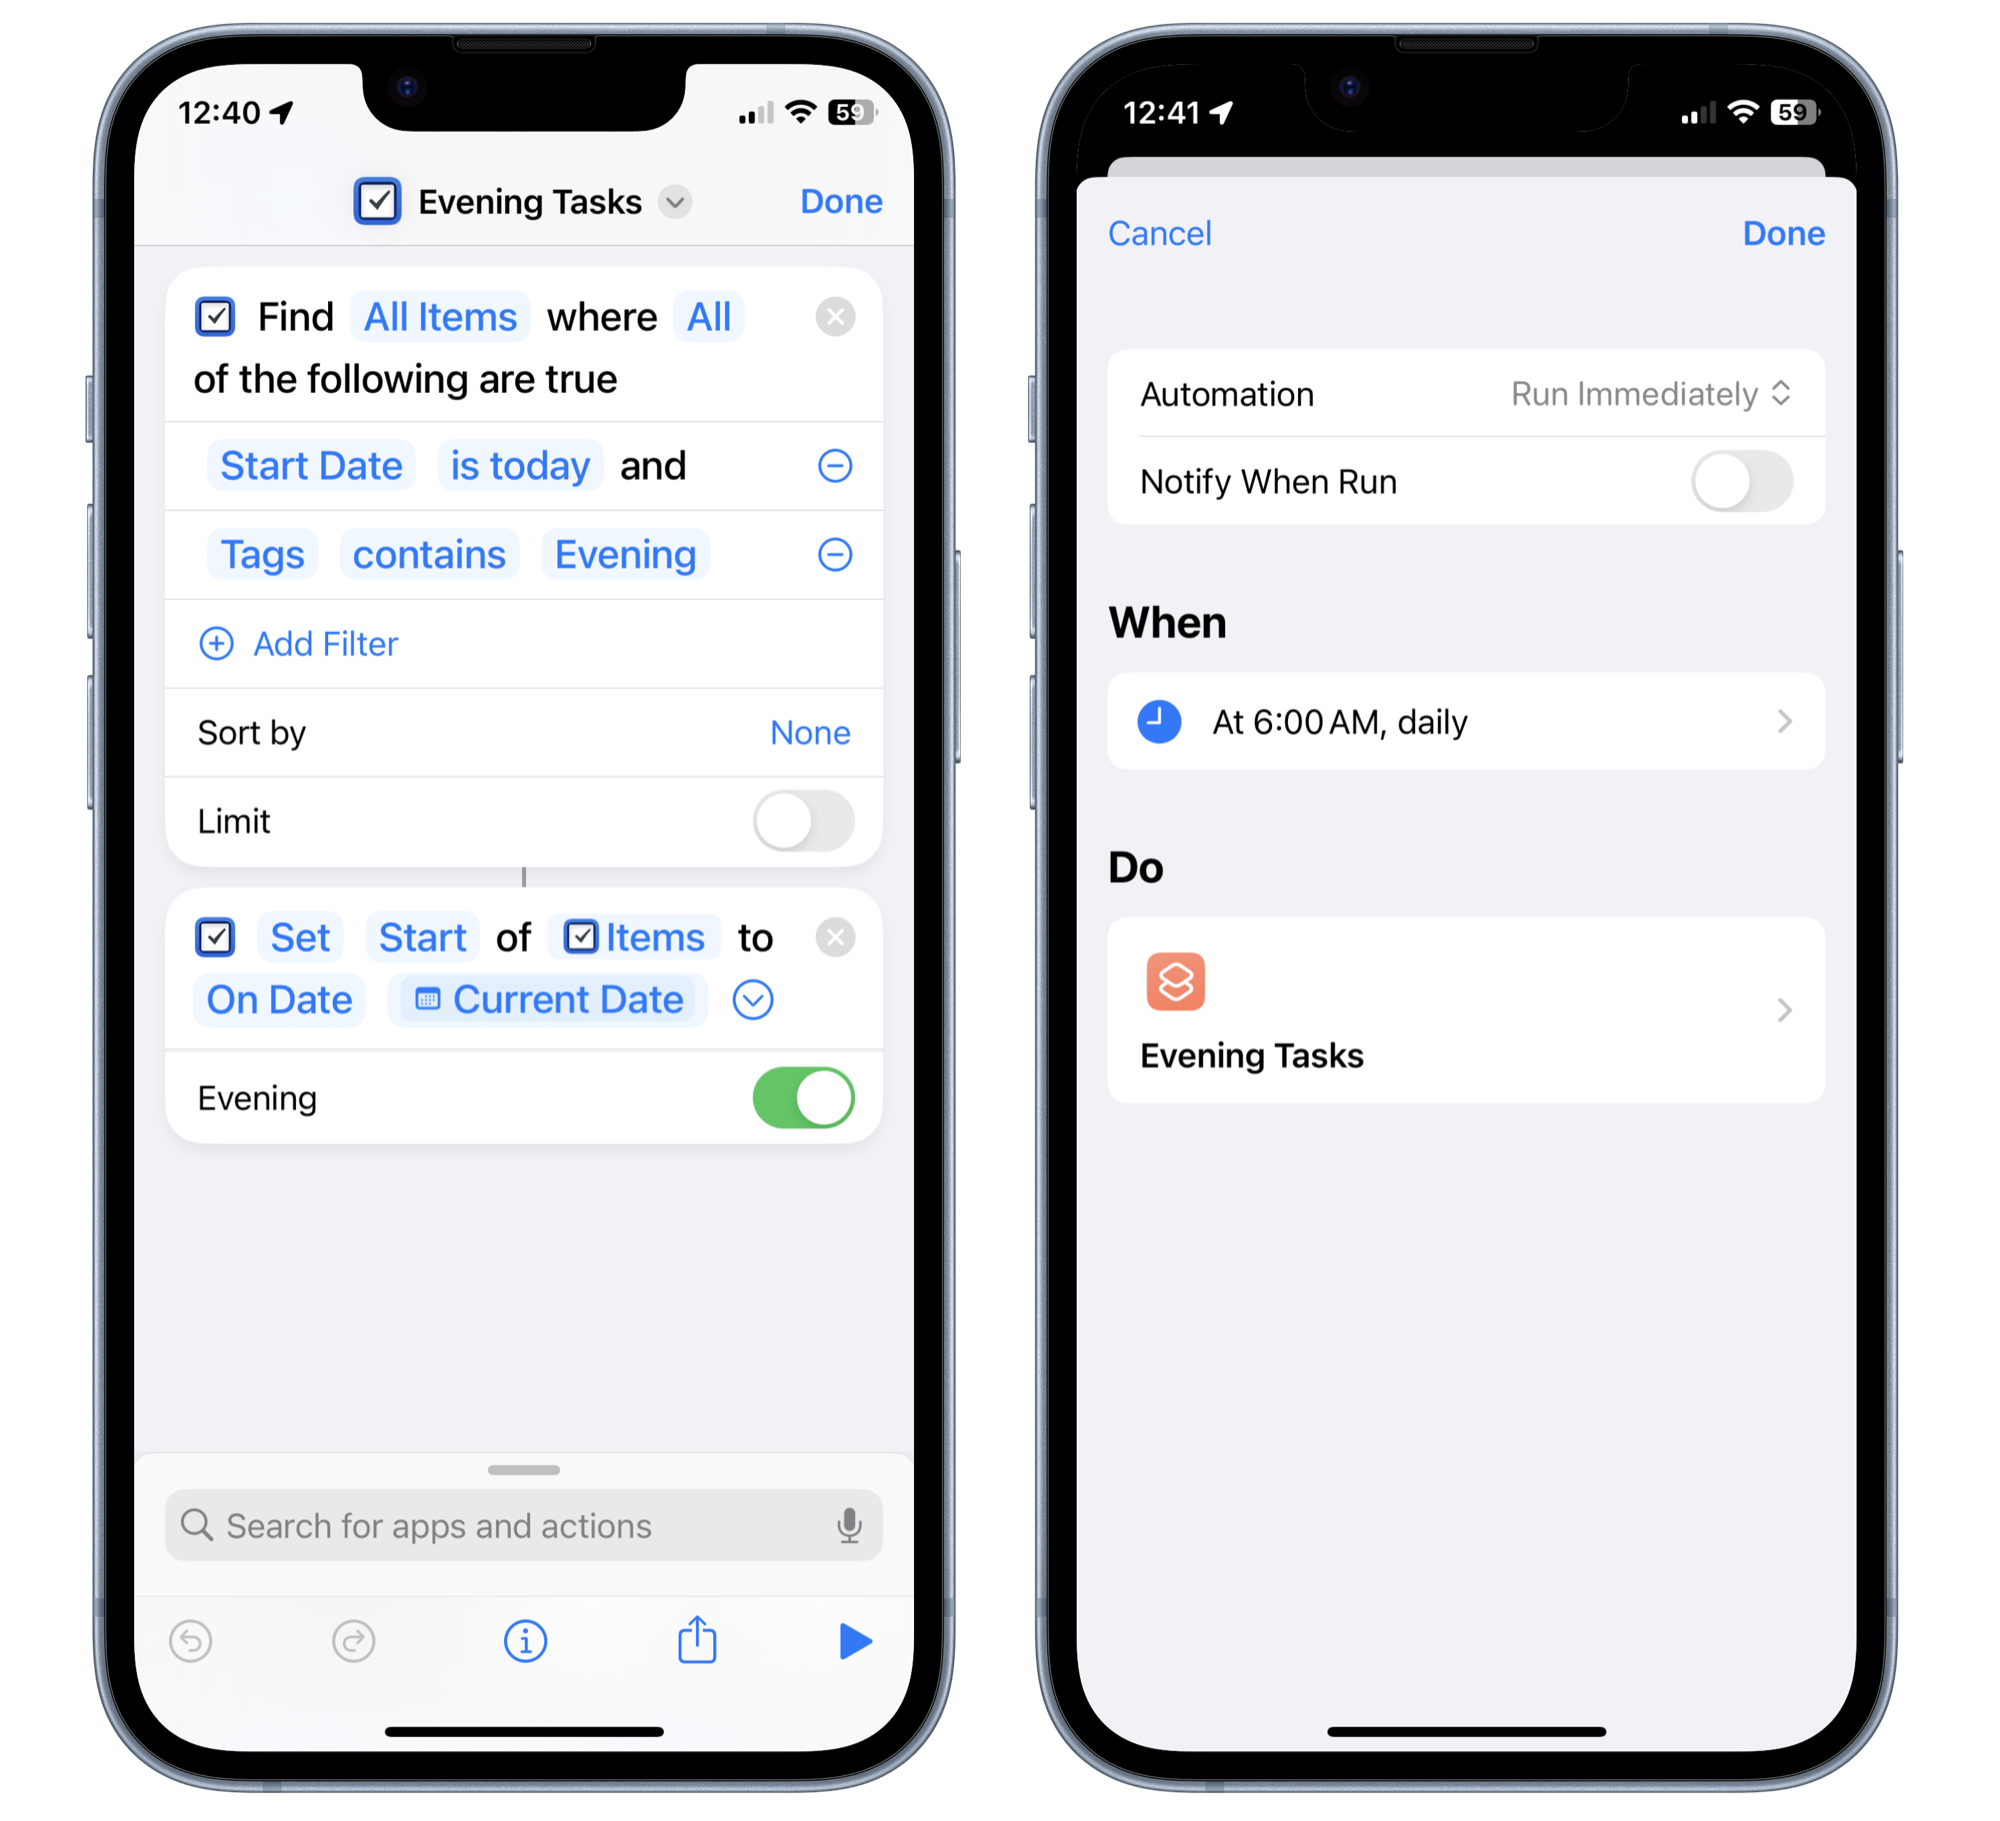 12:40
59
Evening Tasks
Done
Find All Items where All
of the following are true
Start Date is today and
Tags contains Evening
Add Filter
Sort by None
Limit
Set Start of Items to
On Date Current Date
Evening
Search for apps and actions
12:41
59
Cancel
Done
Automation Run Immediately
Notify When Run
When
At 6:00 AM, daily
Do
Evening Tasks